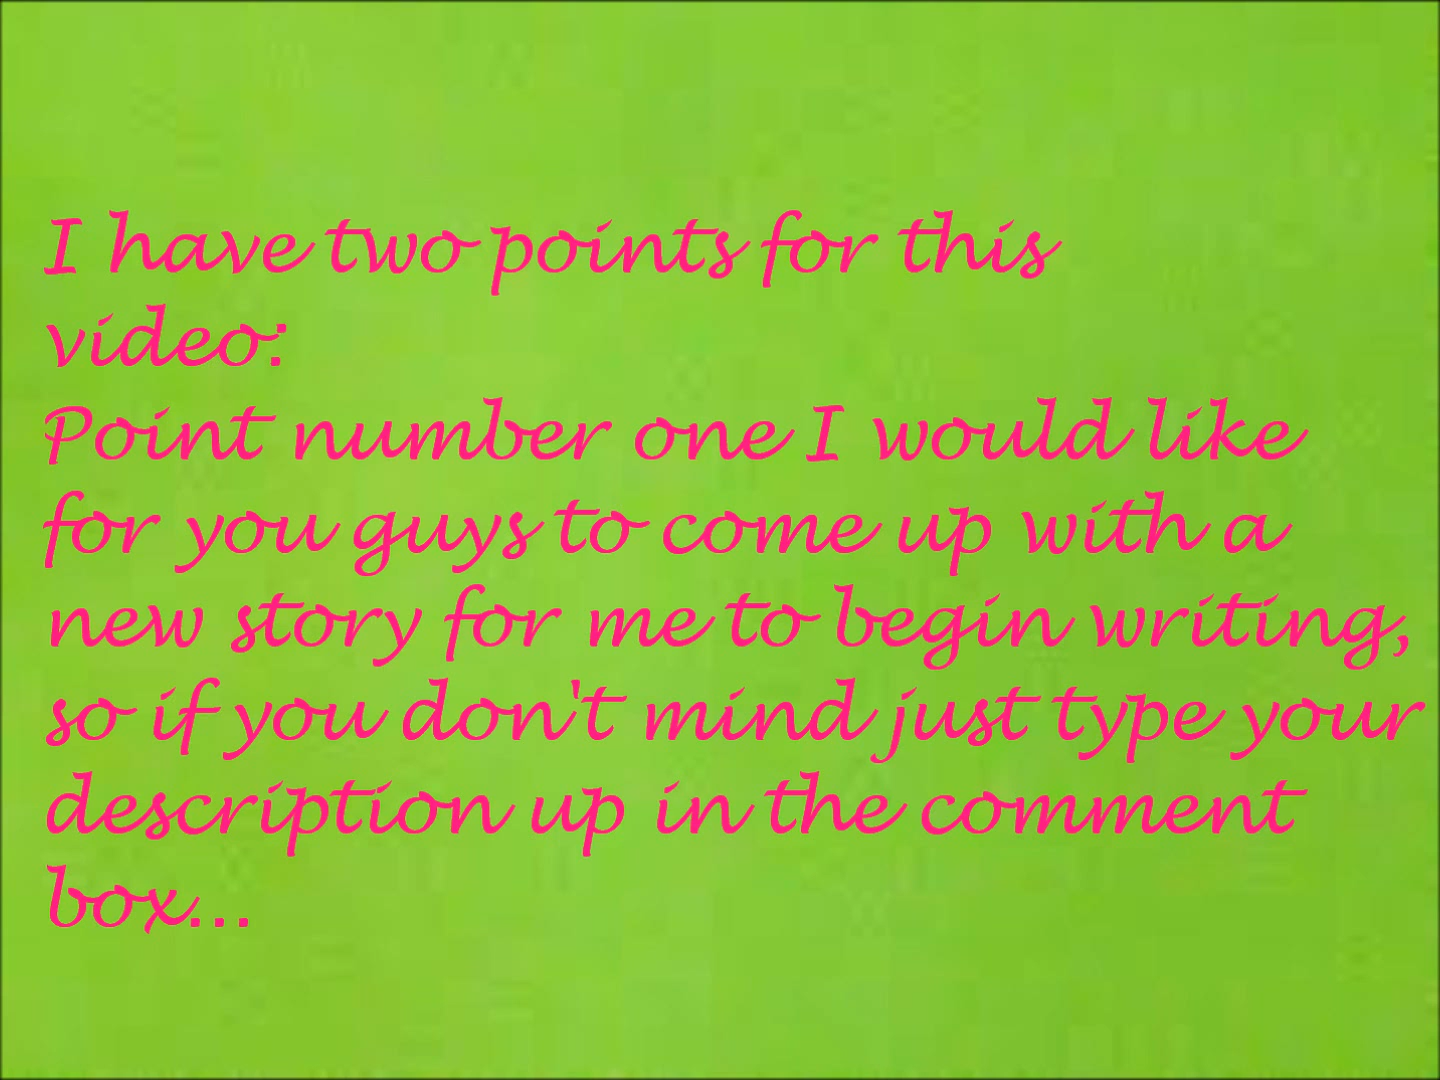 I have two points for this
video:
Point number one I would like
for you guys to come up with a
new story for me to begin writing,
so if you don't mind just type your
description up in the comment
box...